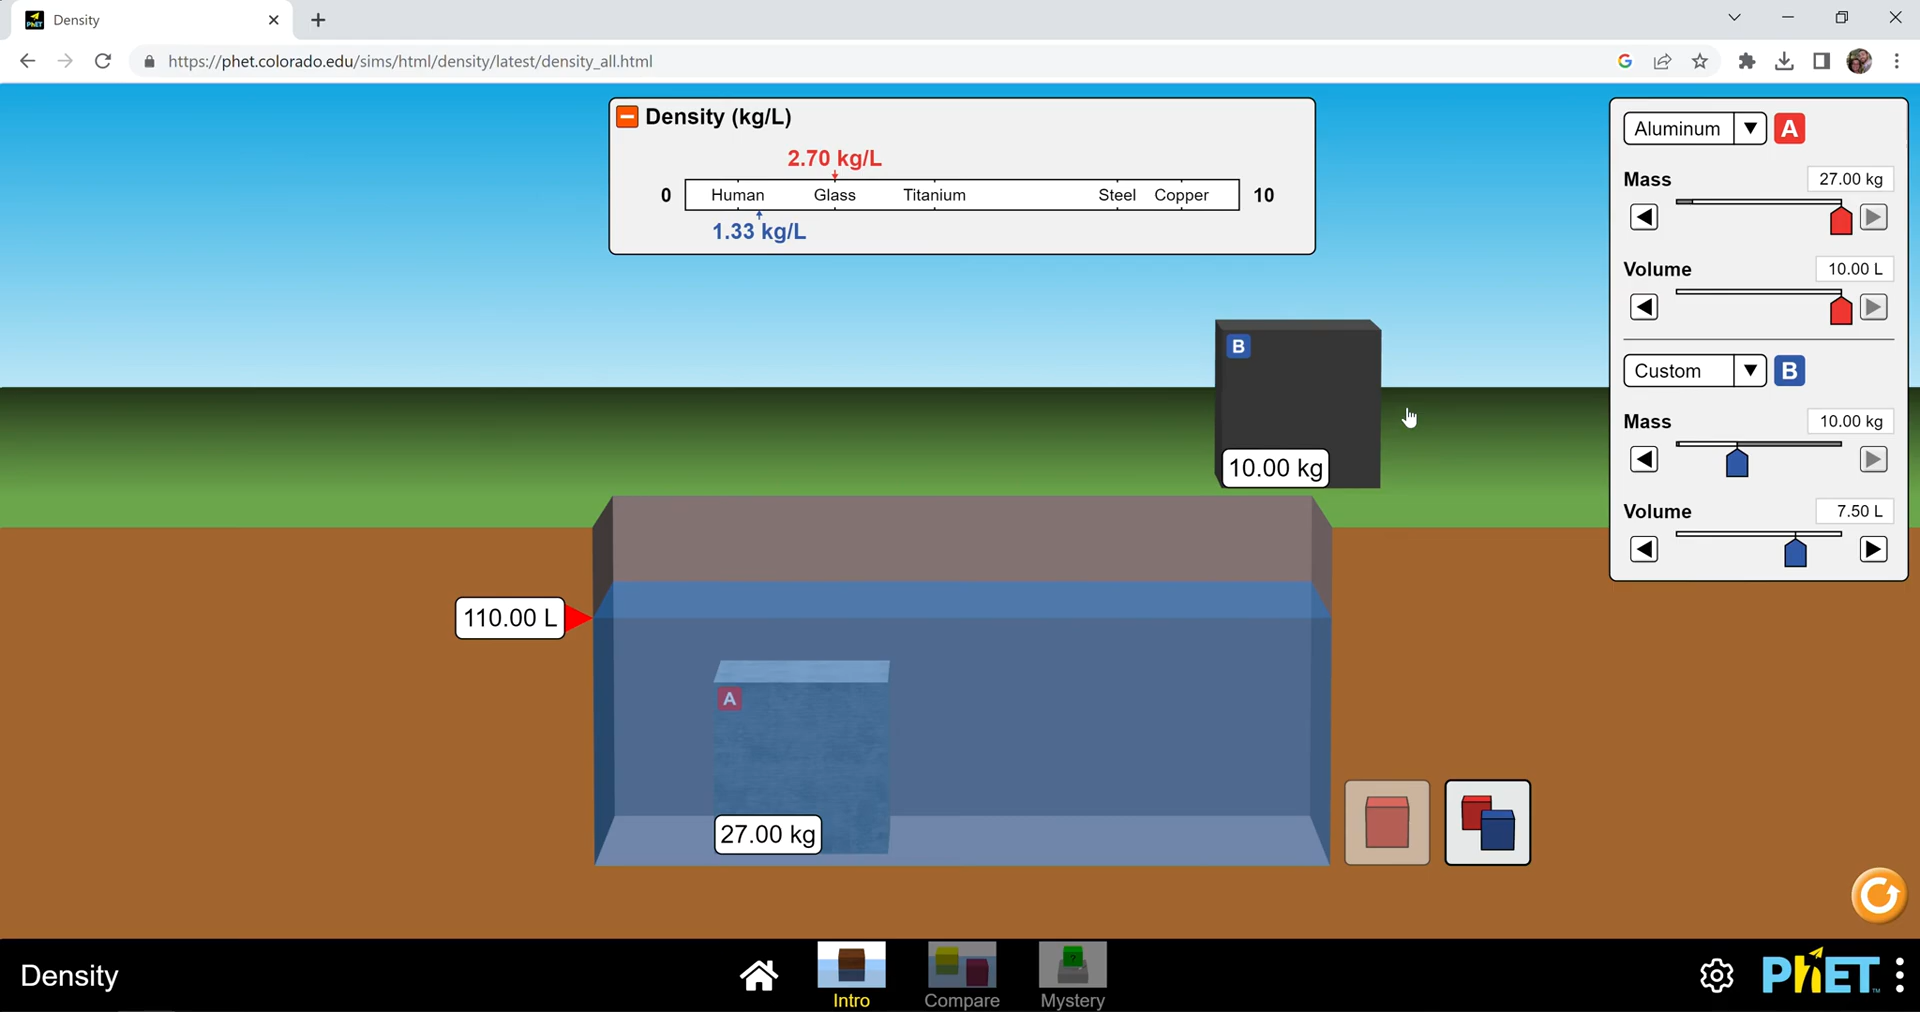 Density
https://phet.colorado.edu/sims/html/density/latest/density_all.html
Density (kg/L)
2.70 kg/L
0 Human Glass Titanium Steel Copper 10
1.33 kg/L
Aluminum A
Mass 27.00 kg
Volume 10.00 L
Custom B
Mass 10.00 kg
Volume 7.50 L
B
10.00 kg
110.00 L
A
27.00 kg
Density
Intro
Compare
?
Mystery
PhET